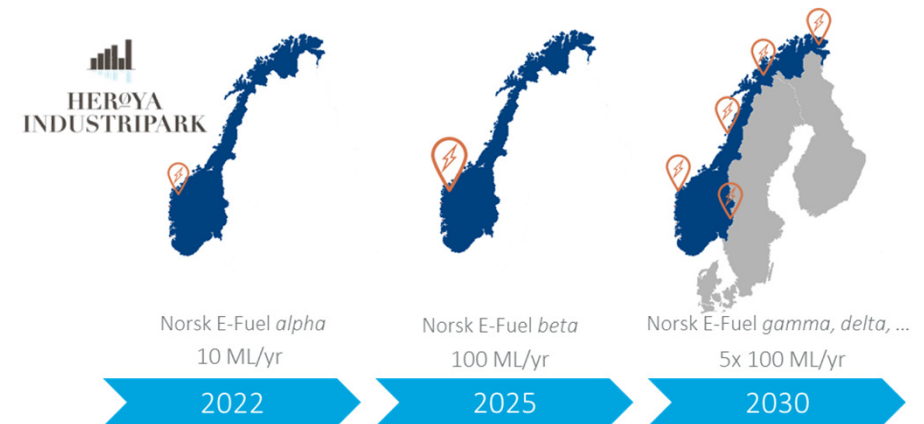 HERØYA
INDUSTRIPARK
Norsk E-Fuel alpha
10 ML/yr
2022
Norsk E-Fuel beta
100 ML/yr
2025
Norsk E-Fuel gamma, delta, ...
5x 100 ML/yr
2030